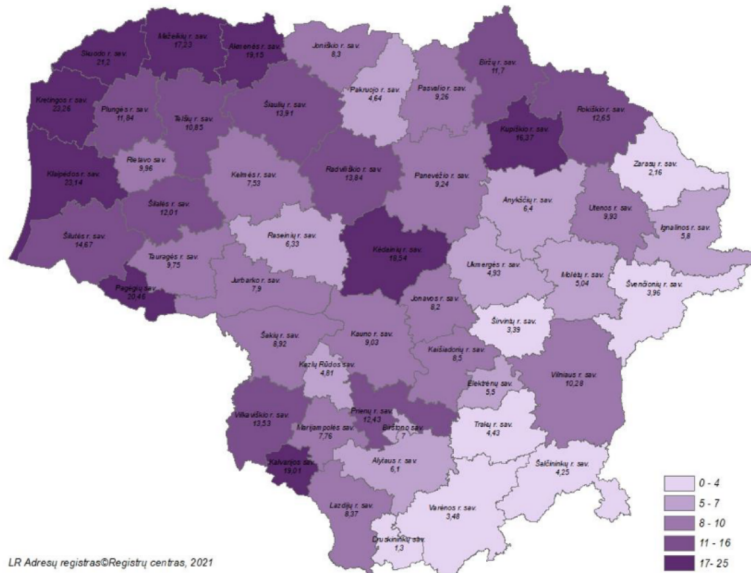 Skuodo r. sav.
21,2
Mažeikių r. sav.
17,23
Akmenės r. sav.
19,15
Joniškio r. sav.
8,3
Pakruojo r. sav.
4,64
Pasvalio r. sav.
9,26
Biržų r. sav.
11,7
Rokiškio r. sav.
12,65
Kretingos r. sav.
22,26
Plungės r. sav.
11,84
Telšių r. sav.
10,85
Šiaulių r. sav.
13,91
Kupiškio r. sav.
16,37
Zarasų r. sav.
2,16
Rietavo sav.
9,96
Kelmės r. sav.
7,53
Radviliškio r. sav.
13,84
Panevėžio r. sav.
9,24
Klaipėdos r. sav.
23,14
Anykščių r. sav.
6,4
Utenos r. sav.
9,93
Ignalinos r. sav.
5,8
Šilalės r. sav.
12,01
Raseinių r. sav.
6,33
Kėdainių r. sav.
18,54
Šilutės r. sav.
14,67
Tauragės r. sav.
9,75
Ukmergės r. sav.
4,93
Molėtų r. sav.
5,04
Švenčionių r. sav.
3,96
Pagėgių sav.
20,48
Jurbarko r. sav.
7,9
Jonavos r. sav.
8,2
Širvintų r. sav.
3,39
Šakių r. sav.
8,92
Kauno r. sav.
9,03
Kaišiadorių r. sav.
8,5
Kazlų Rūdos sav.
4,81
Elektrėnų sav.
5,5
Vilniaus r. sav.
10,28
Vilkaviškio r. sav.
13,53
Marijampolės sav.
7,76
Prienų r. sav.
12,43
Birštono sav.
7
Trakų r. sav.
4,43
Kalvarijos sav.
19,01
Alytaus r. sav.
6,1
Šalčininkų r. sav.
4,25
Lazdijų r. sav.
8,37
Varėnos r. sav.
3,48
Druskininkų sav.
1,3
0 - 4
5 - 7
8 - 10
11 - 16
17- 25
LR Adresų registras©Registrų centras, 2021